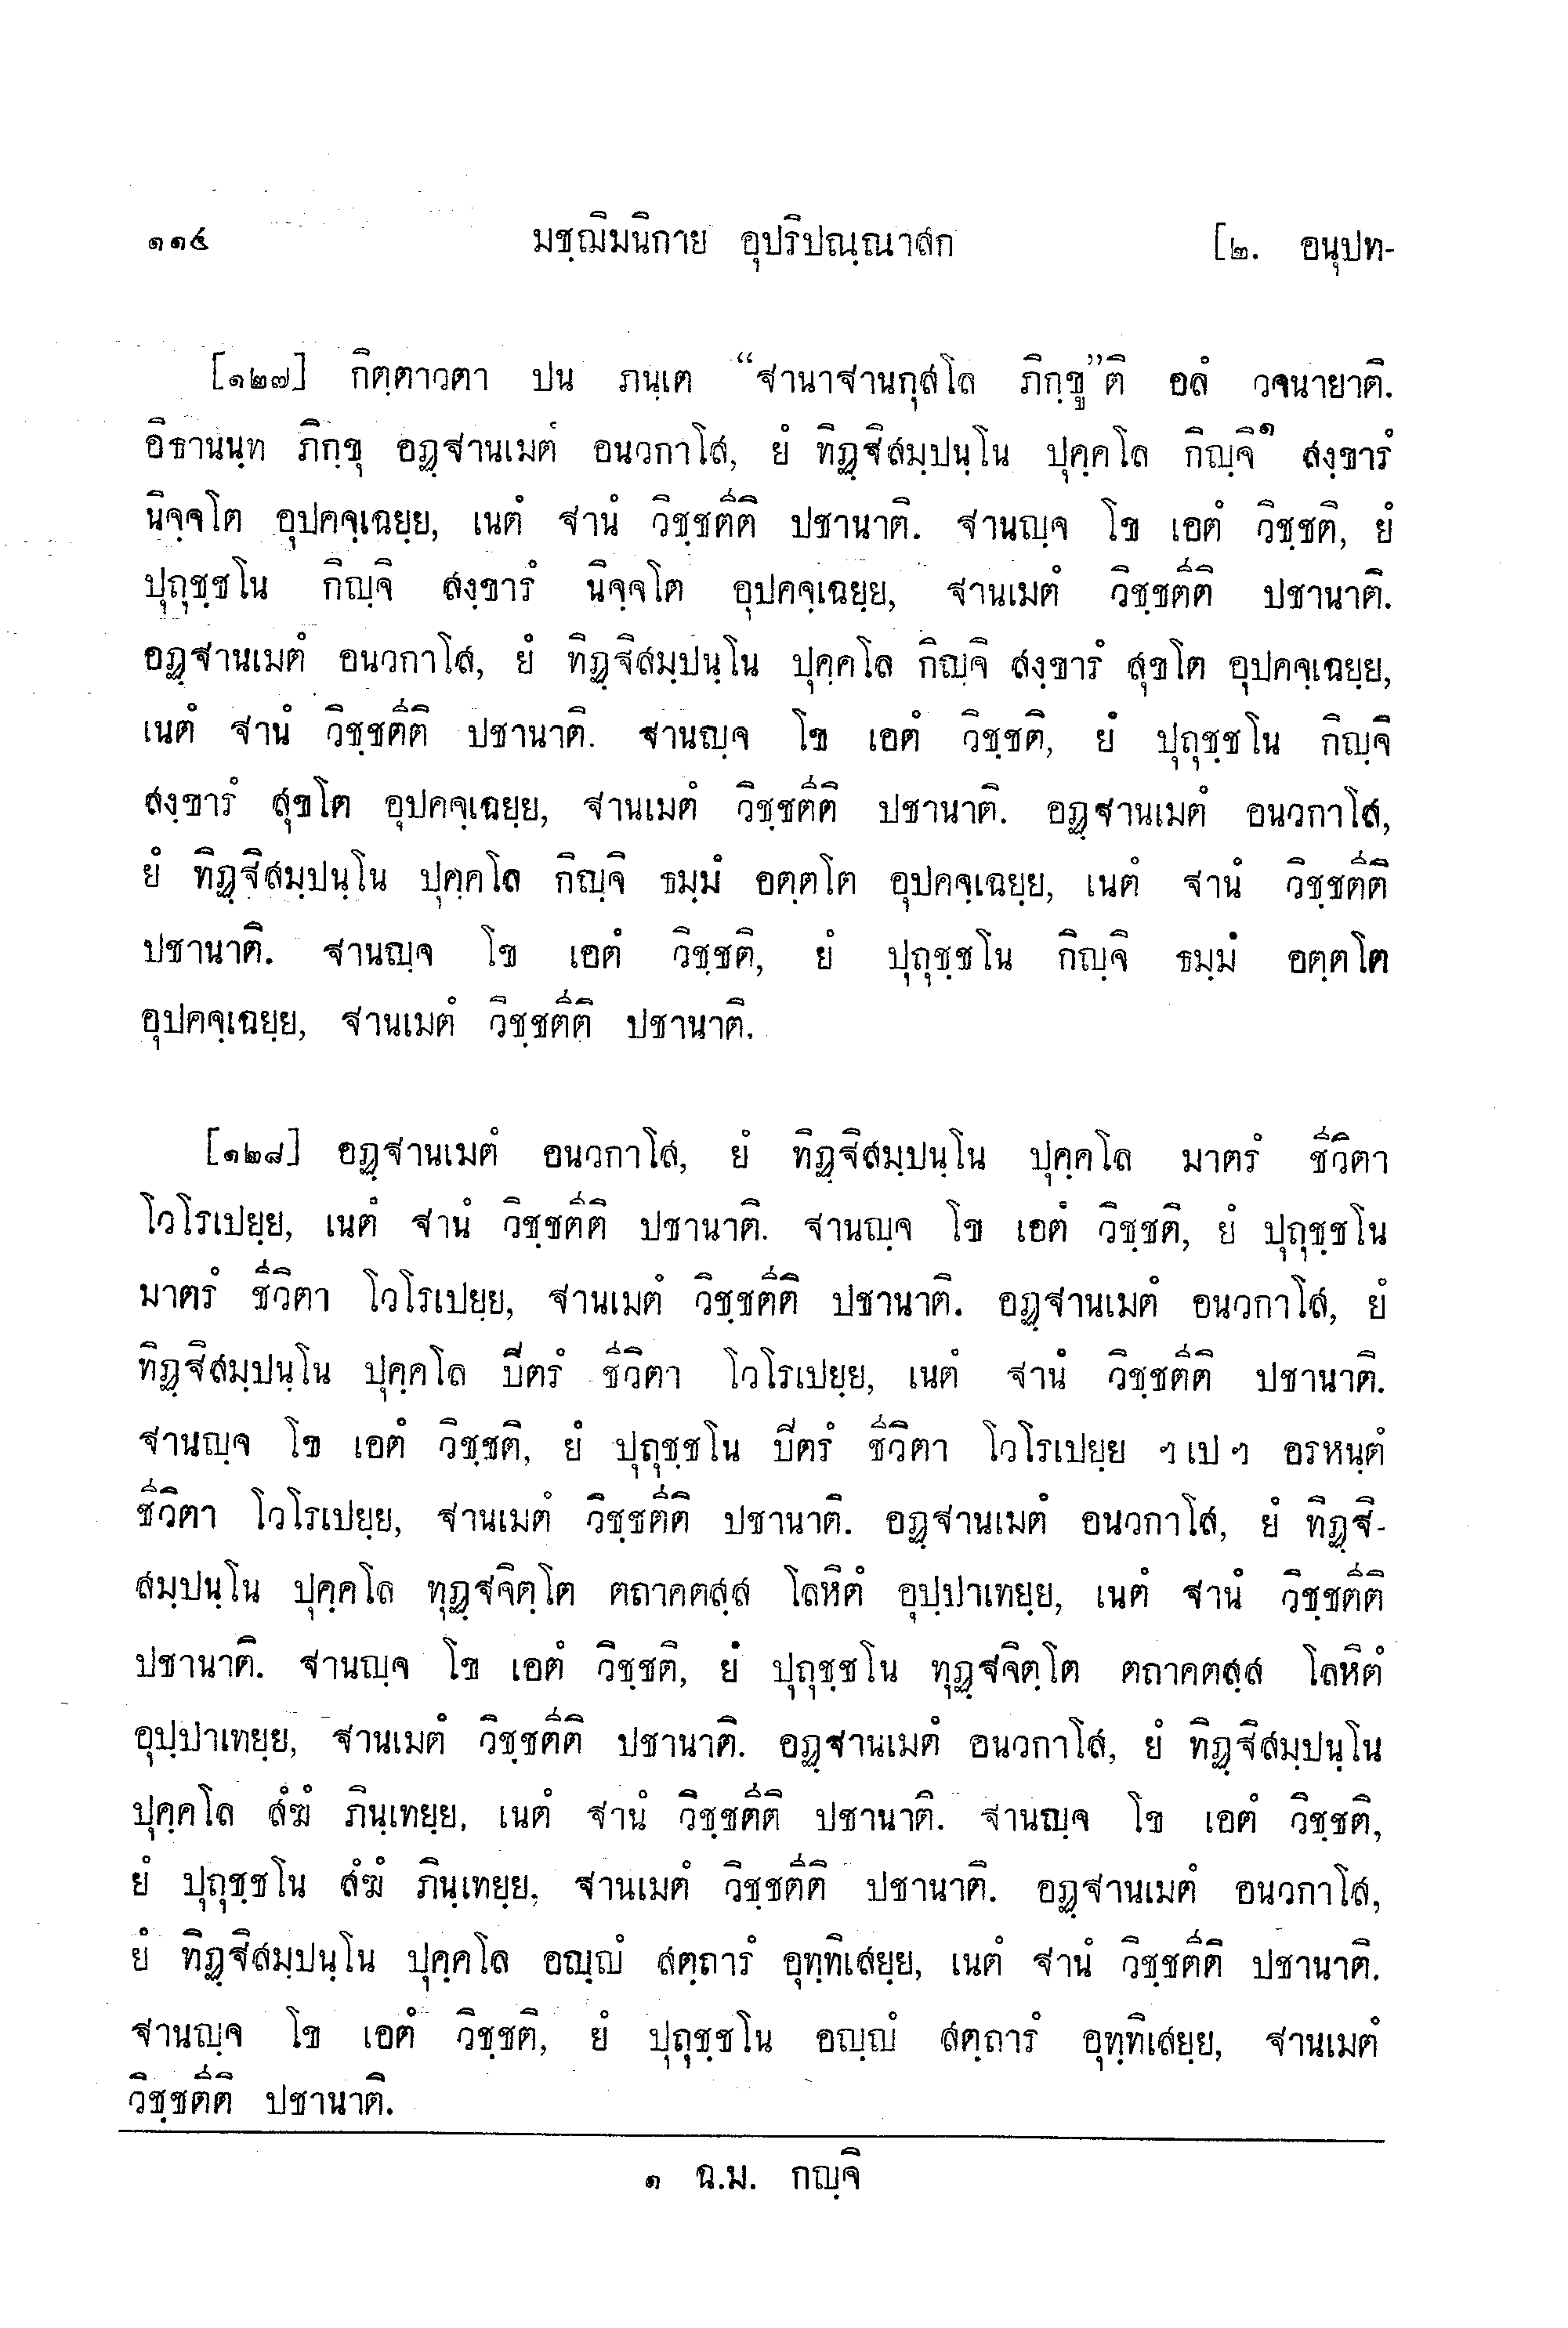 ๑๑๔ มชฺฌิมนิกาย อุปริปณฺณาสก [๒. อนุปท-
[๑๒๗] กิตฺตาวตา ปน ภนฺเต “ฐานาฐานกุสโล ภิกฺขู”ติ อลํ วจนายาติ.
อิธานนฺท ภิกฺขุ อฏฺฐานเมตํ อนวกาโส, ยํ ทิฏฺฐิสมฺปนฺโน ปุคฺคโล กิญฺจิ๑ สงฺขารํ
นิจฺจโต อุปคจฺเฉยฺย, เนตํ ฐานํ วิชฺชตีติ ปชานาติ. ฐานญฺจ โข เอตํ วิชฺชติ, ยํ
ปุถุชฺชโน กิญฺจิ สงฺขารํ นิจฺจโต อุปคจฺเฉยฺย, ฐานเมตํ วิชฺชตีติ ปชานาติ.
อฏฺฐานเมตํ อนวกาโส, ยํ ทิฏฺฐิสมฺปนฺโน ปุคฺคโล กิญฺจิ สงฺขารํ สุขโต อุปคจฺเฉยฺย,
เนตํ ฐานํ วิชฺชตีติ ปชานาติ. ฐานญฺจ โข เอตํ วิชฺชติ, ยํ ปุถุชฺชโน กิญฺจิ
สงฺขารํ สุขโต อุปคจฺเฉยฺย, ฐานเมตํ วิชฺชตีติ ปชานาติ. อฏฺฐานเมตํ อนวกาโส,
ยํ ทิฏฺฐิสมฺปนฺโน ปุคฺคโล กิญฺจิ ธมฺมํ อตฺตโต อุปคจฺเฉยฺย, เนตํ ฐานํ วิชฺชตีติ
ปชานาติ. ฐานญฺจ โข เอตํ วิชฺชติ, ยํ ปุถุชฺชโน กิญฺจิ ธมฺมํ อตฺตโต
อุปคจฺเฉยฺย, ฐานเมตํ วิชฺชตีติ ปชานาติ.
[๑๒๘] อฏฺฐานเมตํ อนวกาโส, ยํ ทิฏฺฐิสมฺปนฺโน ปุคฺคโล มาตรํ ชีวิตา
โวโรเปยฺย, เนตํ ฐานํ วิชฺชตีติ ปชานาติ. ฐานญฺจ โข เอตํ วิชฺชติ, ยํ ปุถุชฺชโน
มาตรํ ชีวิตา โวโรเปยฺย, ฐานเมตํ วิชฺชตีติ ปชานาติ. อฏฺฐานเมตํ อนวกาโส, ยํ
ทิฏฺฐิสมฺปนฺโน ปุคฺคโล ปิตรํ ชีวิตา โวโรเปยฺย, เนตํ ฐานํ วิชฺชตีติ ปชานาติ.
ฐานญฺจ โข เอตํ วิชฺชติ, ยํ ปุถุชฺชโน ปิตรํ ชีวิตา โวโรเปยฺย ฯเปฯ อรหนฺตํ
ชีวิตา โวโรเปยฺย, ฐานเมตํ วิชฺชตีติ ปชานาติ. อฏฺฐานเมตํ อนวกาโส, ยํ ทิฏฺฐิ-
สมฺปนฺโน ปุคฺคโล ทุฏฺฐจิตฺโต ตถาคตสฺส โลหิตํ อุปฺปาเทยฺย, เนตํ ฐานํ วิชฺชตีติ
ปชานาติ. ฐานญฺจ โข เอตํ วิชฺชติ, ยํ ปุถุชฺชโน ทุฏฺฐจิตฺโต ตถาคตสฺส โลหิตํ
อุปฺปาเทยฺย, ฐานเมตํ วิชฺชตีติ ปชานาติ. อฏฺฐานเมตํ อนวกาโส, ยํ ทิฏฺฐิสมฺปนฺโน
ปุคฺคโล สํฆํ ภินฺเทยฺย, เนตํ ฐานํ วิชฺชตีติ ปชานาติ. ฐานญฺจ โข เอตํ วิชฺชติ,
ยํ ปุถุชฺชโน สํฆํ ภินฺเทยฺย, ฐานเมตํ วิชฺชตีติ ปชานาติ. อฏฺฐานเมตํ อนวกาโส,
ยํ ทิฏฺฐิสมฺปนฺโน ปุคฺคโล อญฺญํ สตฺถารํ อุทฺทิเสยฺย, เนตํ ฐานํ วิชฺชตีติ ปชานาติ.
ฐานญฺจ โข เอตํ วิชฺชติ, ยํ ปุถุชฺชโน อญฺญํ สตฺถารํ อุทฺทิเสยฺย, ฐานเมตํ
วิชฺชตีติ ปชานาติ.
๑ ฉ.ม. กญฺจิ